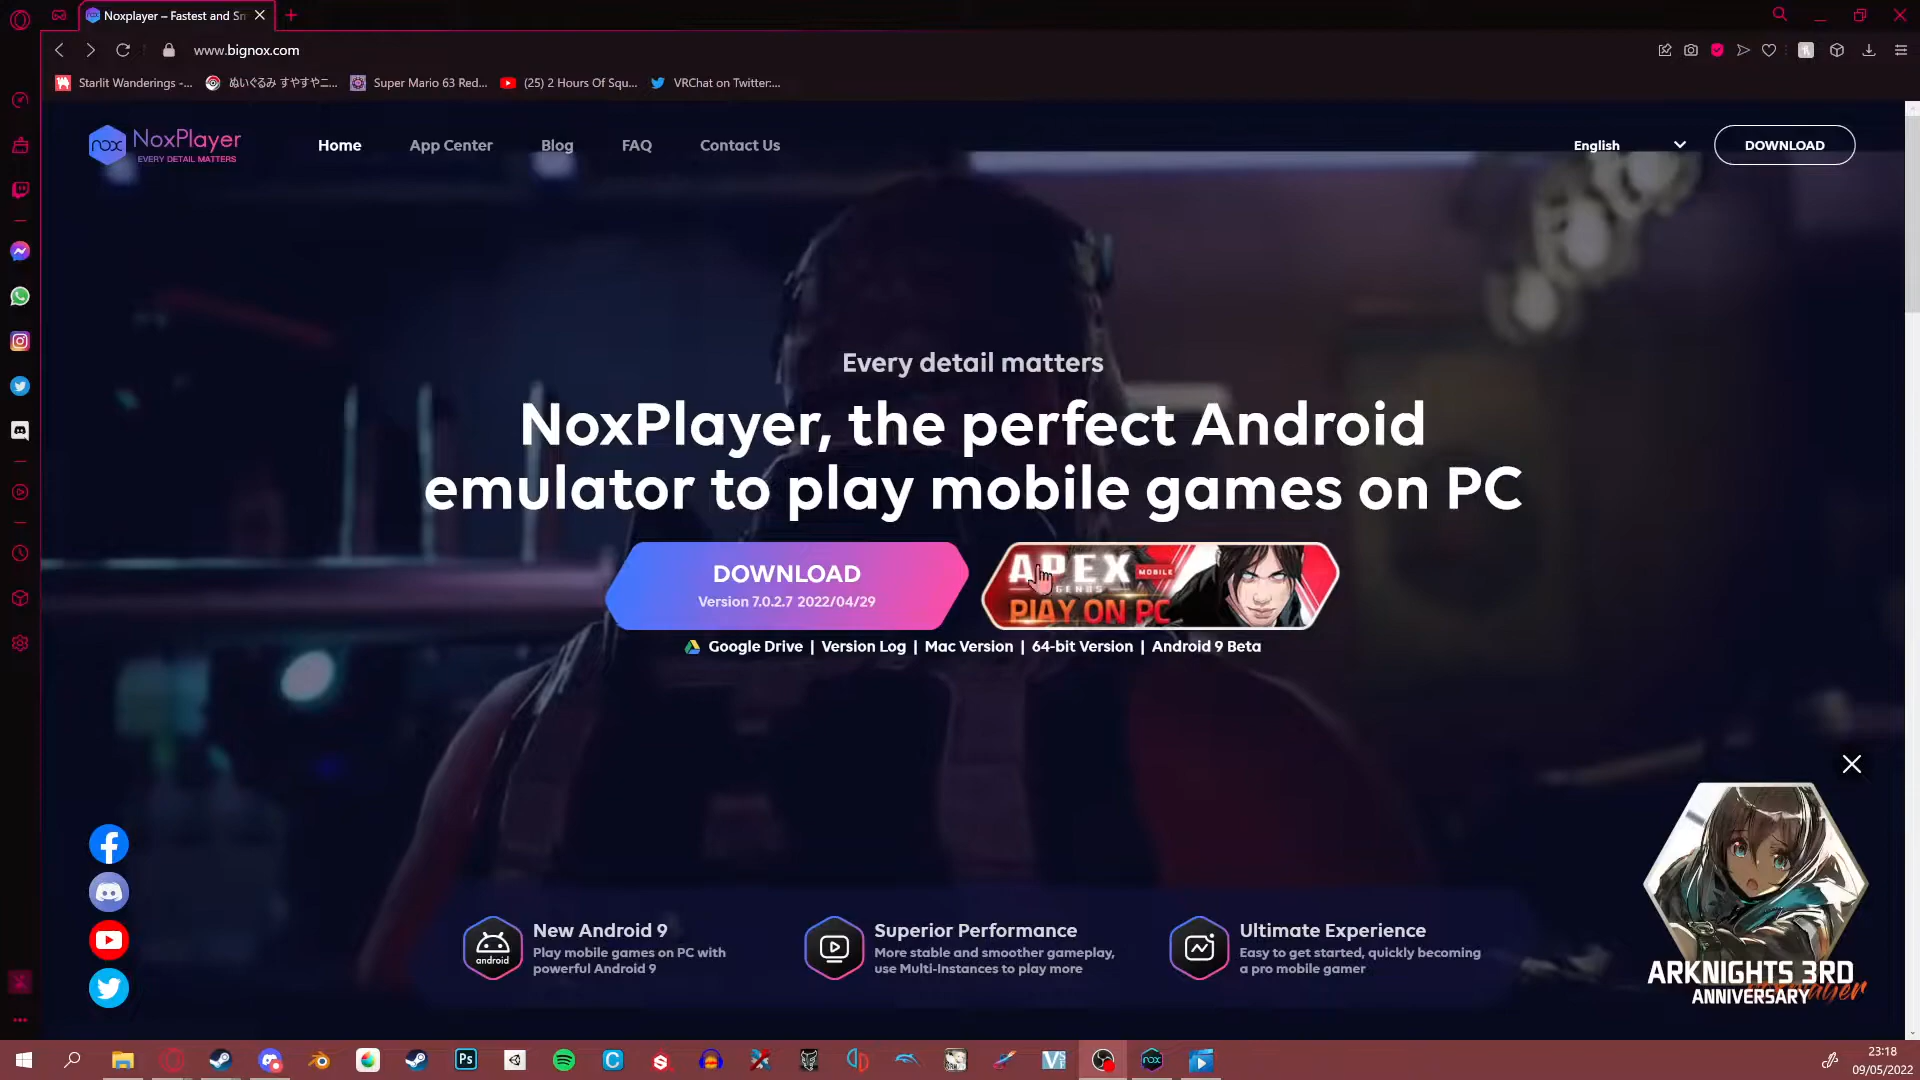 Noxplayer – Fastest and Sm
www.bignox.com
Starlit Wanderings -...
ぬいぐるみ すやすやニ...
Super Mario 63 Red...
(25) 2 Hours Of Squ...
VRChat on Twitter:...
nox NoxPlayer
EVERY DETAIL MATTERS
Home
App Center
Blog
FAQ
Contact Us
English
DOWNLOAD
Every detail matters
NoxPlayer, the perfect Android
emulator to play mobile games on PC
DOWNLOAD
Version 7.0.2.7 2022/04/29
APEX
MOBILE
PLAY ON PC
Google Drive | Version Log | Mac Version | 64-bit Version | Android 9 Beta
android
New Android 9
Play mobile games on PC with
powerful Android 9
Superior Performance
More stable and smoother gameplay,
use Multi-Instances to play more
Ultimate Experience
Easy to get started, quickly becoming
a pro mobile gamer
ARKNIGHTS 3RD
ANNIVERSARY
Ps
nox
23:18
09/05/2022